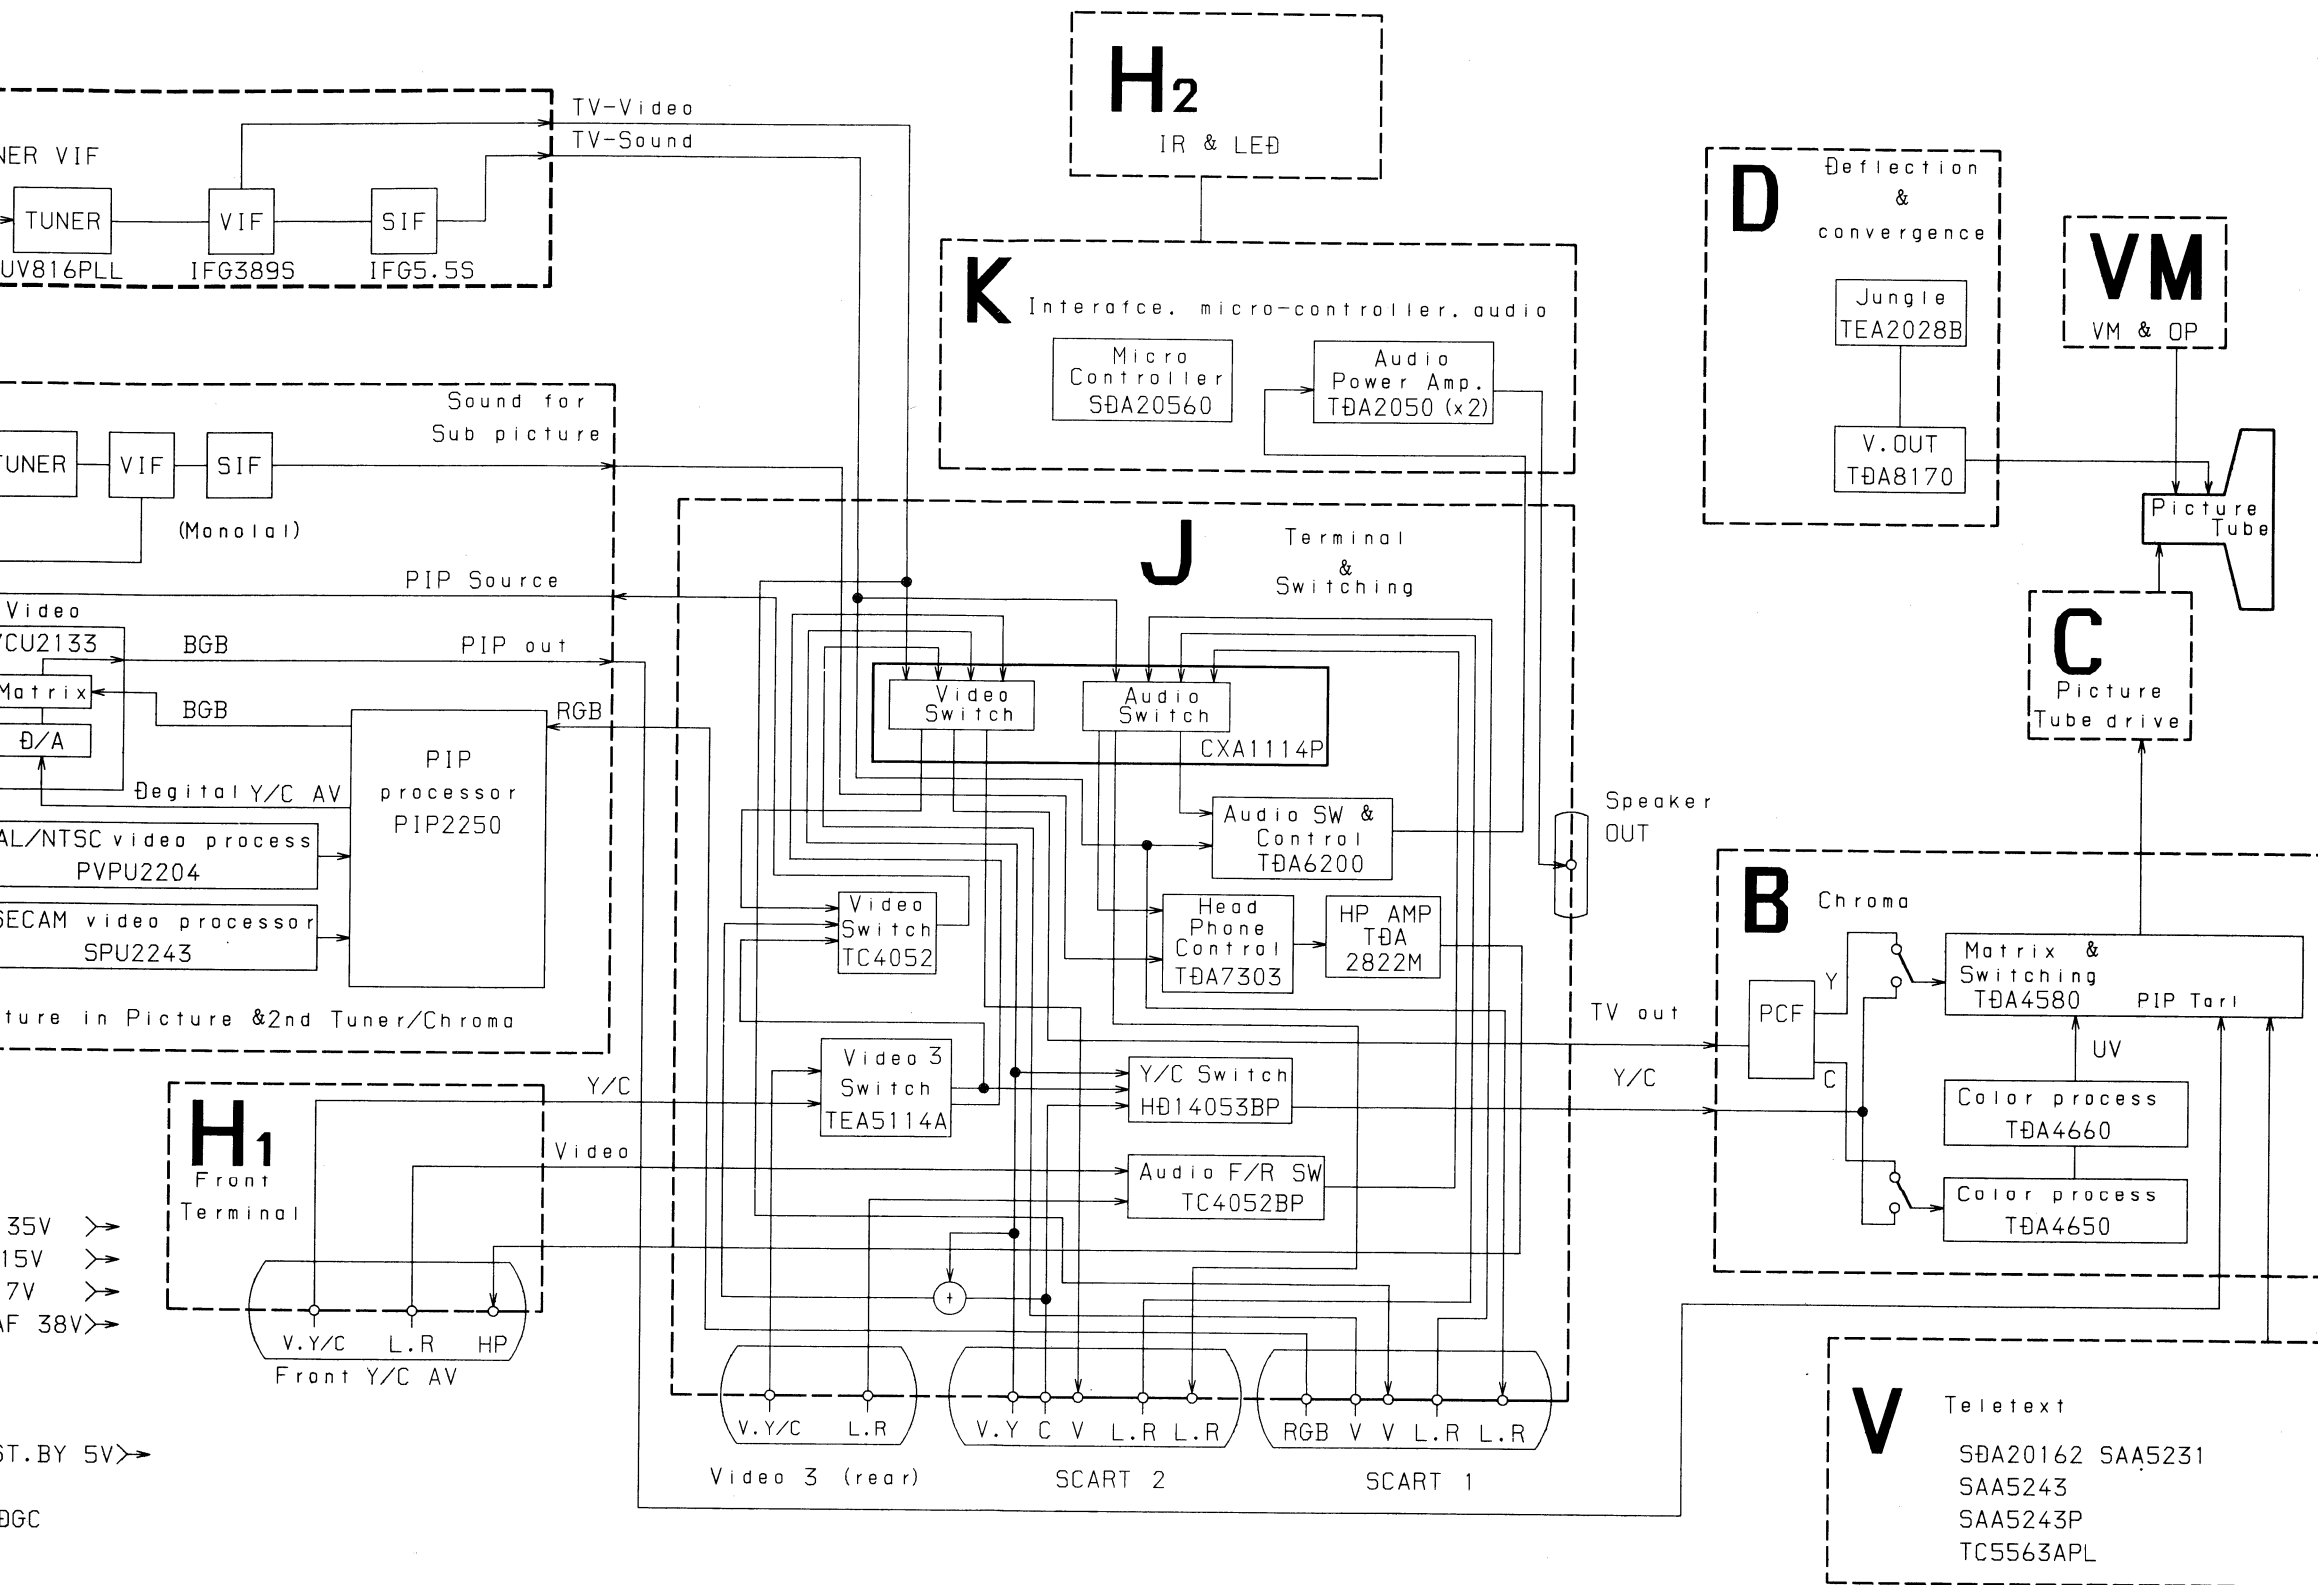 H2
IR & LED
TV-Video
TV-Sound
NER VIF
TUNER
VIF
SIF
UV816PLL
IFG389S
IFG5.5S
D
Deflection
&
convergence
Jungle
TEA2028B
V.OUT
TDA8170
VM
VM & OP
Picture
Tube
C
Picture
Tube drive
K
Interafce. micro-controller. audio
Micro
Controller
SDA20560
Audio
Power Amp.
TDA2050 (x2)
Sound for
Sub picture
TUNER
VIF
SIF
(Monolal)
PIP Source
Video
VCU2133
BGB
PIP out
Matrix
BGB
RGB
D/A
PIP
processor
PIP2250
Degital Y/C AV
AL/NTSC video process
PVPU2204
SECAM video processor
SPU2243
ture in Picture &2nd Tuner/Chroma
J
Terminal
&
Switching
Video
Switch
Audio
Switch
CXA1114P
Audio SW &
Control
TDA6200
Speaker
OUT
Video
Switch
TC4052
Head
Phone
Control
TDA7303
HP AMP
TDA
2822M
Video 3
Switch
TEA5114A
Y/C Switch
HD14053BP
Audio F/R SW
TC4052BP
+
TV out
Y/C
B
Chroma
PCF
Y
C
Matrix &
Switching
TDA4580
PIP Tarl
UV
Color process
TDA4660
Color process
TDA4650
Y/C
Video
H1
Front
Terminal
35V
15V
7V
AF 38V
V.Y/C
L.R
HP
Front Y/C AV
ST.BY 5V
DGC
V.Y/C
L.R
Video 3 (rear)
V.Y
C
V
L.R
L.R
SCART 2
RGB
V
V
L.R
L.R
SCART 1
V
Teletext
SDA20162 SAA5231
SAA5243
SAA5243P
TC5563APL